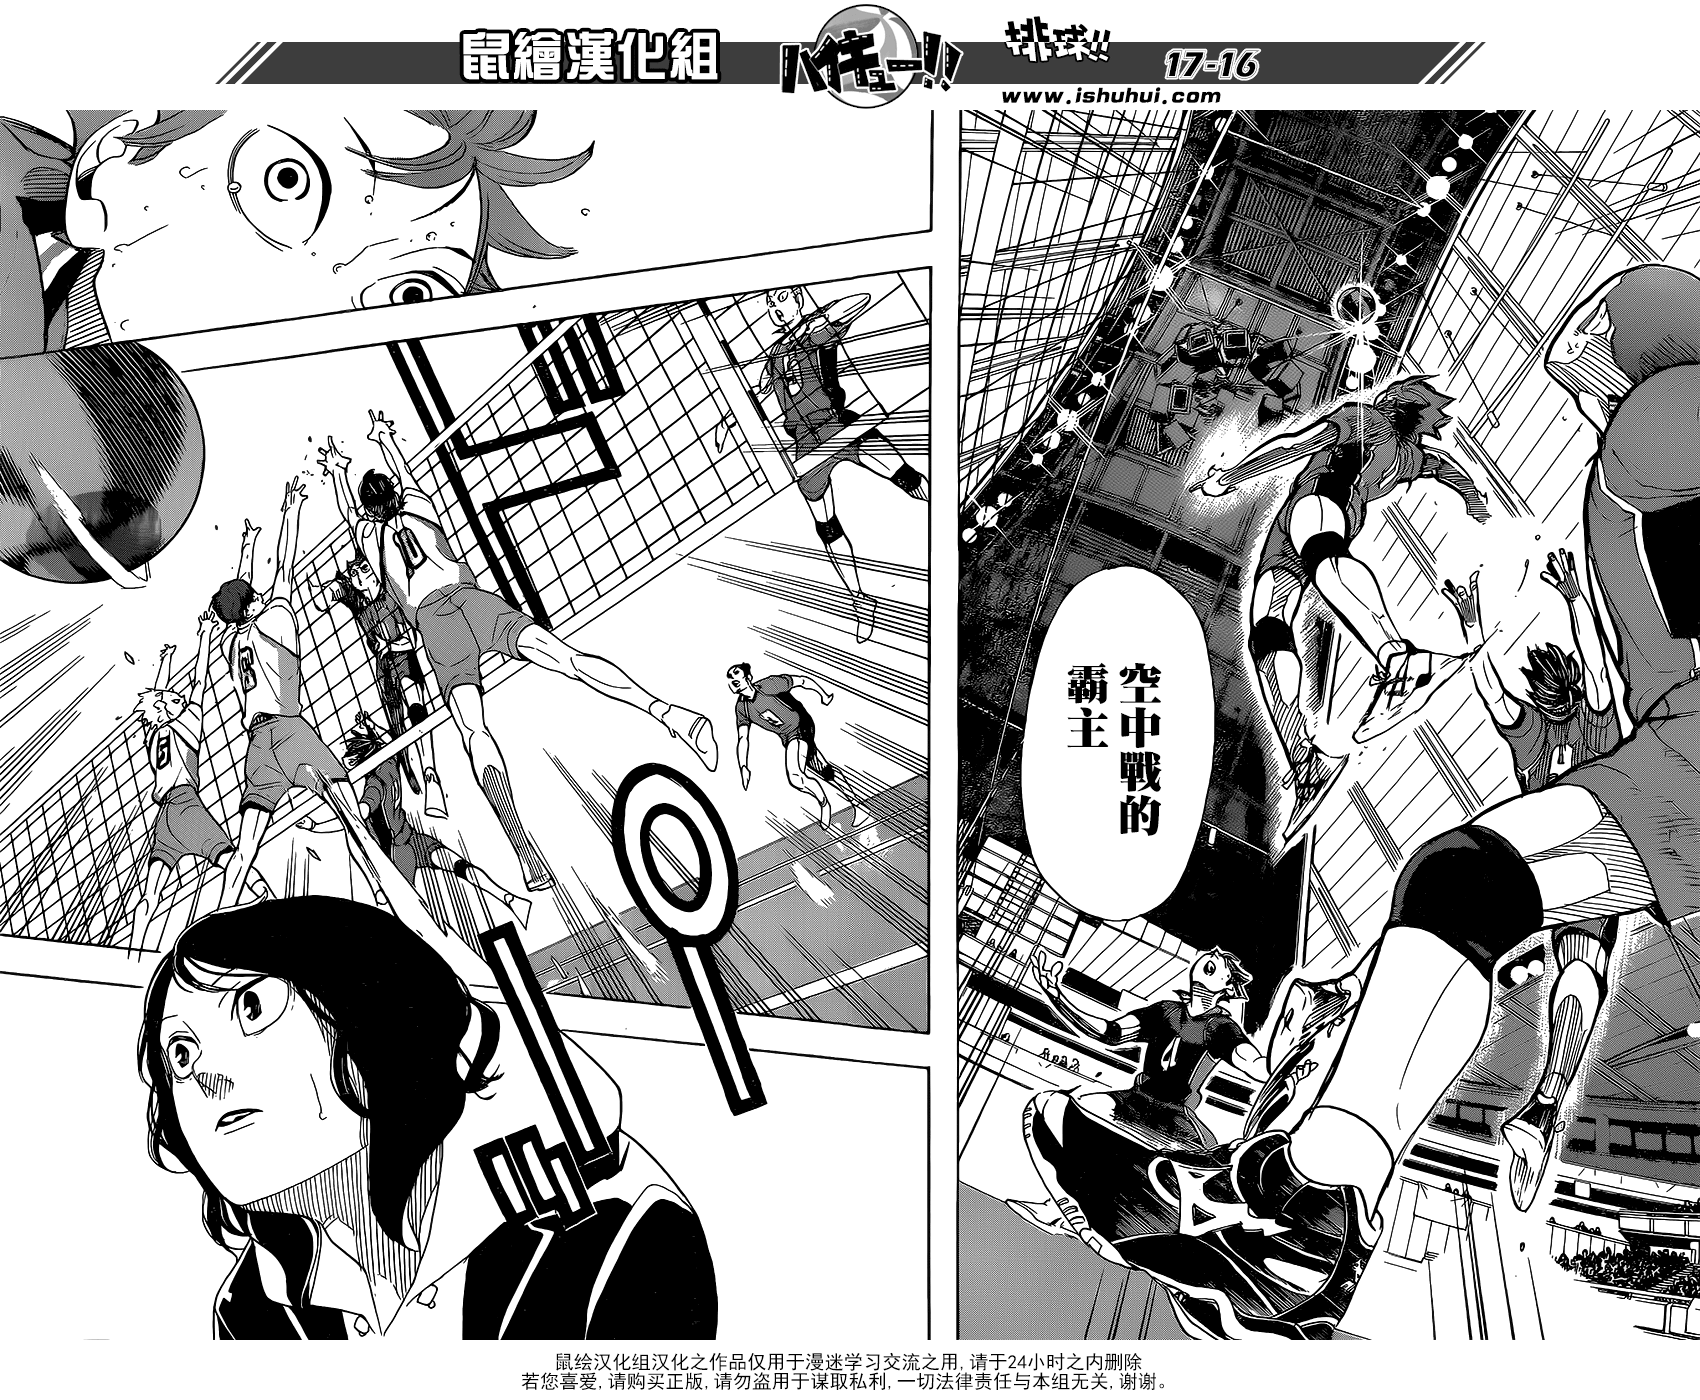 鼠繪漢化組
ハイキュー!!
排球!!
17-16
www.ishuhui.com
空中戰的
霸主
10
4
鼠绘汉化组汉化之作品仅用于漫迷学习交流之用,请于24小时之内删除
若您喜爱,请购买正版,请勿盗用于谋取私利,一切法律责任与本组无关,谢谢。